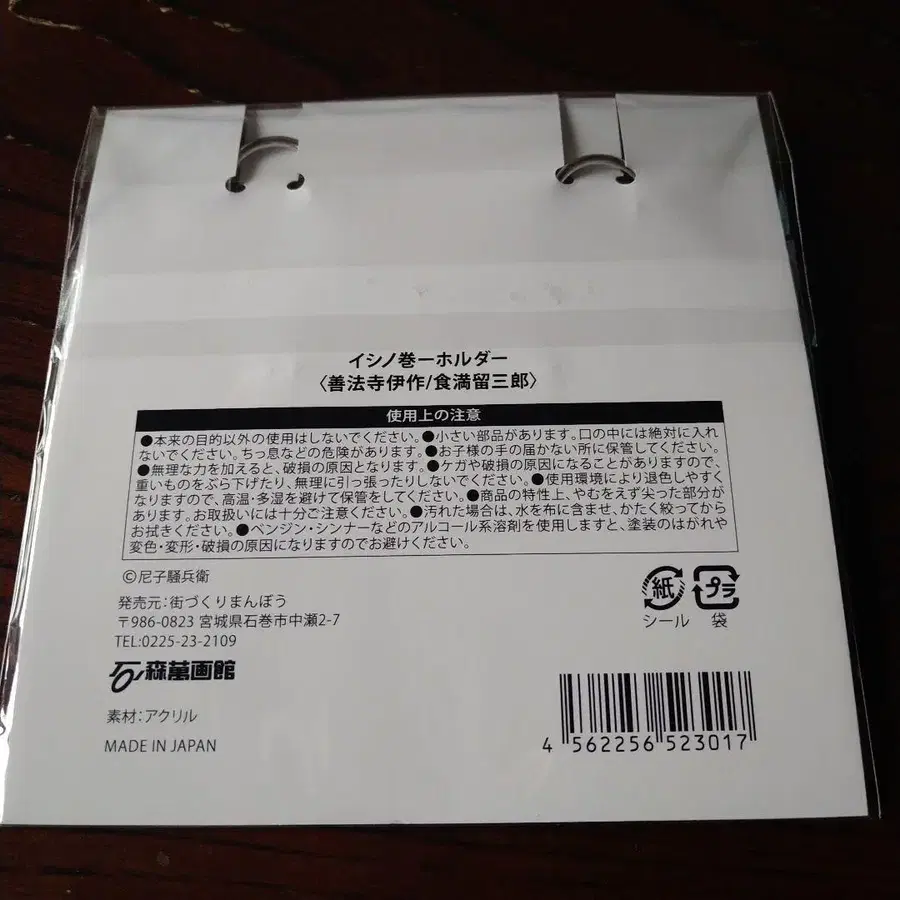 イシノ巻ーホルダー
〈善法寺伊作/食満留三郎〉
使用上の注意
●本来の目的以外の使用はしないでください。●小さい部品があります。口の中には絶対に入れ
ないでください。ちっ息などの危険があります。●お子様の手の届かない所に保管してください。
●無理な力を加えると、破損の原因となります。●ケガや破損の原因になることがありますので、
重いものをぶら下げたり、無理に引っ張ったりしないでください。●使用環境により退色しやすく
なりますので、高温・多湿を避けて保管をしてください。●商品の特性上、やむをえず尖った部分が
あります。お取扱いには十分ご注意ください。●汚れた場合は、水を布に含ませ、かたく絞ってから
お拭きください。●ベンジン・シンナーなどのアルコール系溶剤を使用しますと、塗装のはがれや
変色・変形・破損の原因になりますのでお避けください。
©尼子騒兵衛
発売元：街づくりまんぼう
〒986-0823 宮城県石巻市中瀬2-7
TEL:0225-23-2109
石ノ森萬画館
紙 プラ
シール 袋
素材：アクリル
MADE IN JAPAN
4 562256 523017